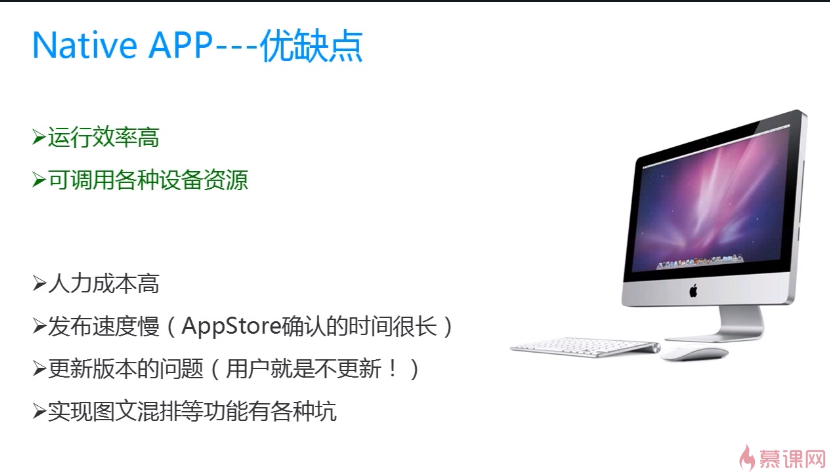 Native APP---优缺点
➢运行效率高
➢可调用各种设备资源
➢人力成本高
➢发布速度慢（AppStore确认的时间很长）
➢更新版本的问题（用户就是不更新！）
➢实现图文混排等功能有各种坑
慕课网